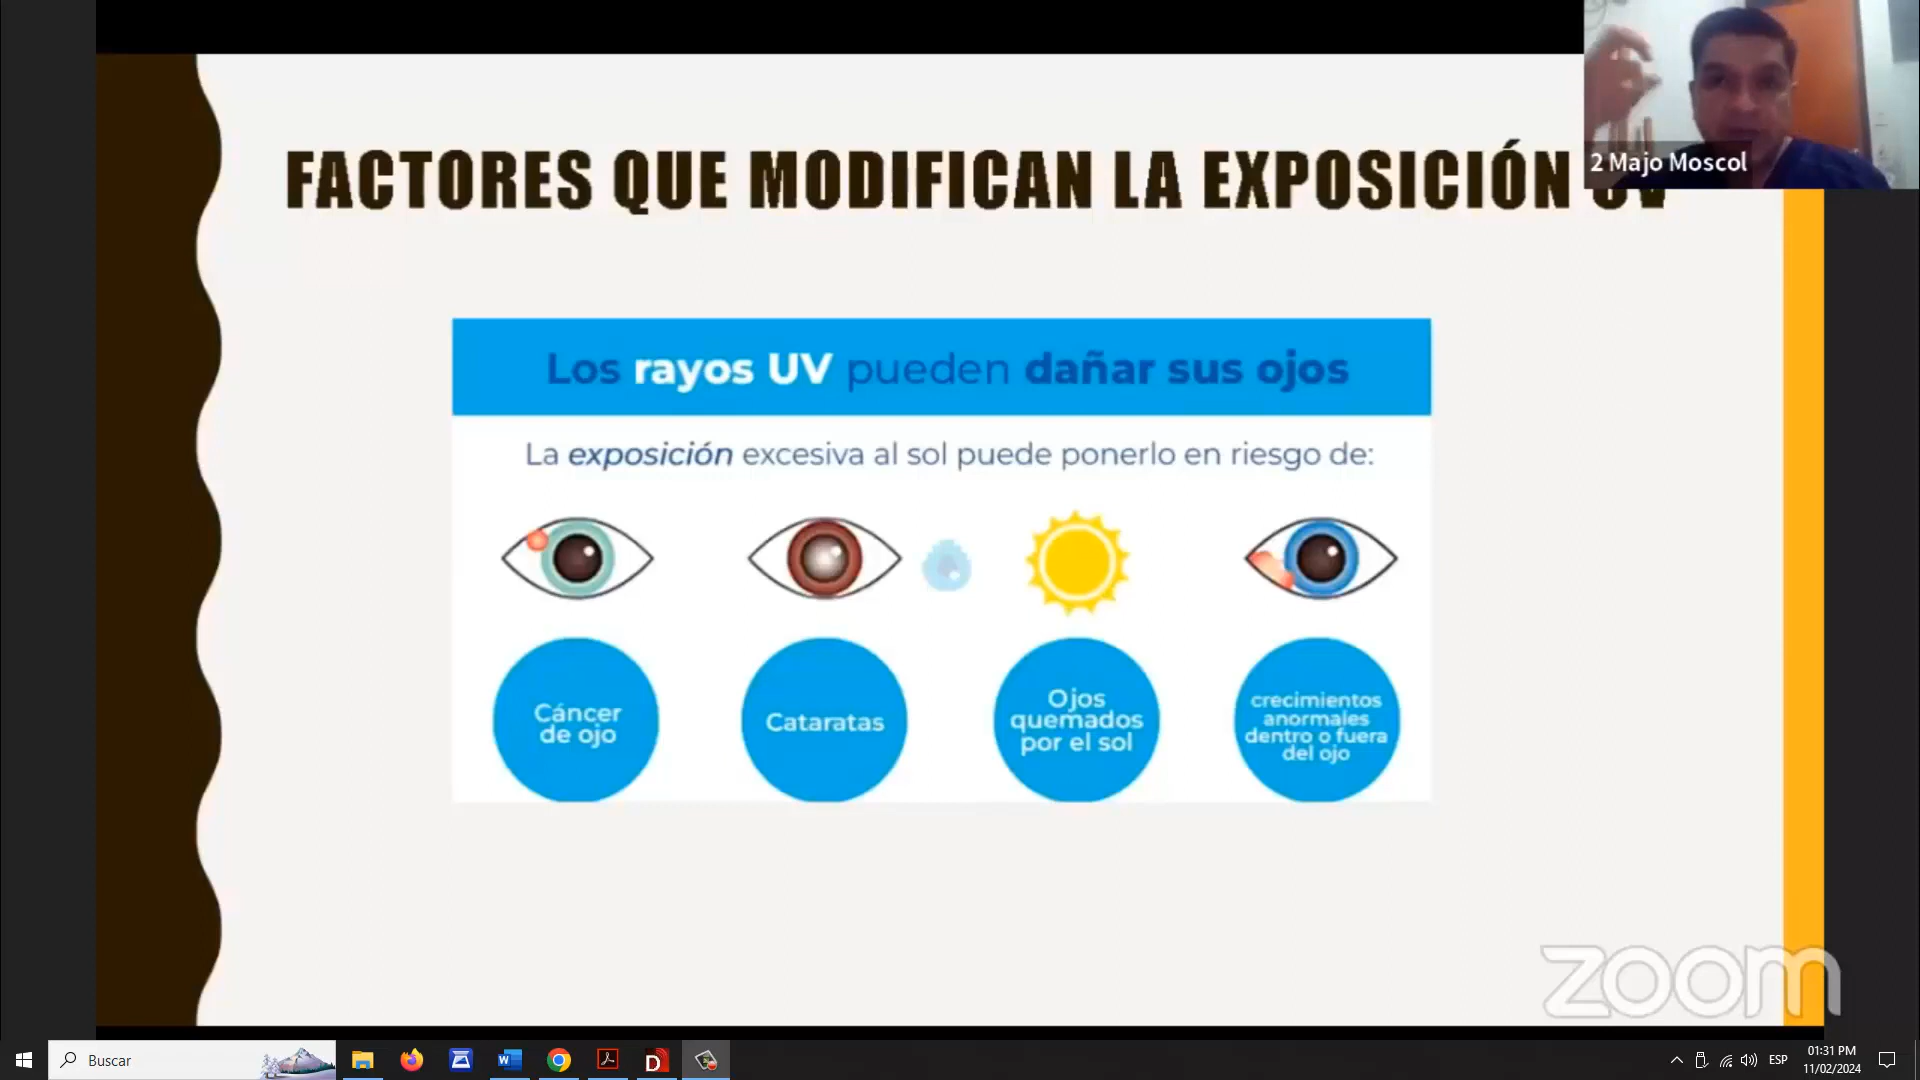 FACTORES QUE MODIFICAN LA EXPOSICIÓN UV
2 Majo Moscol
Los rayos UV pueden dañar sus ojos
La exposición excesiva al sol puede ponerlo en riesgo de:
Cáncer
de ojo
Cataratas
Ojos
quemados
por el sol
crecimientos
anormales
dentro o fuera
del ojo
zoom
Buscar
ESP
01:31 PM
11/02/2024